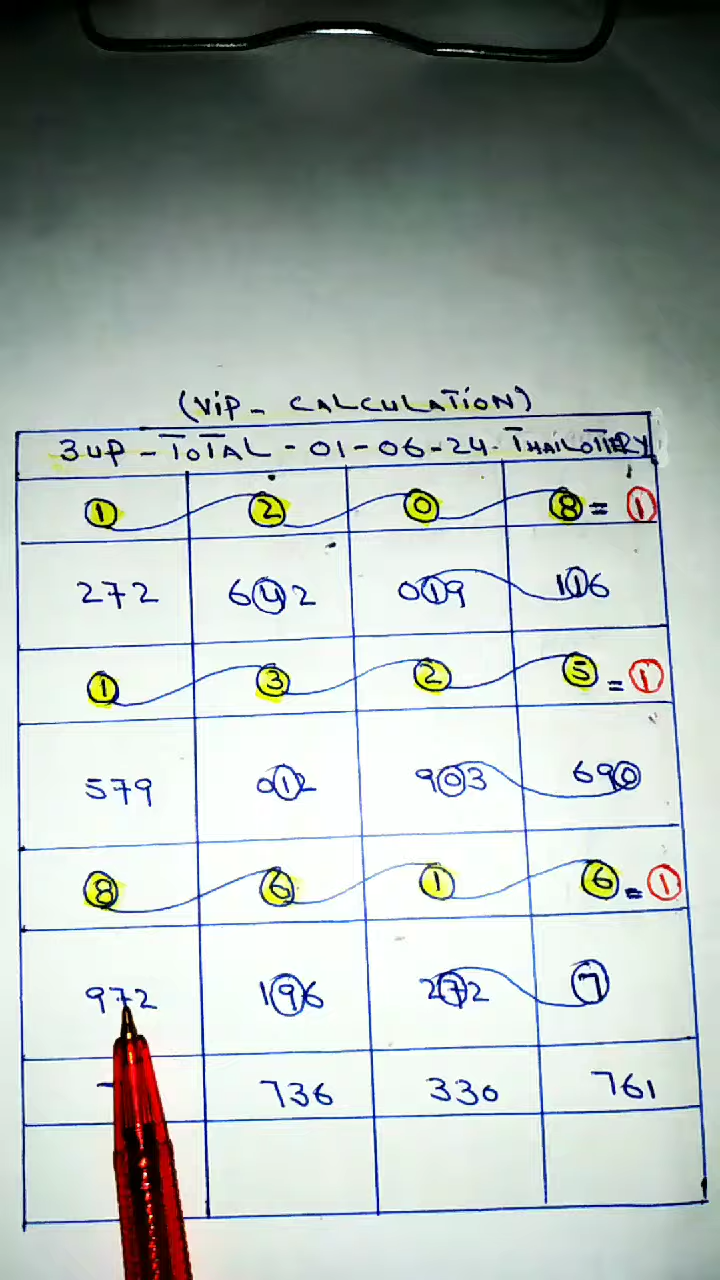 (VIP - CALCULATION)
3UP - TOTAL - 01-06-24. THAILOTTERY
1 2 0 8 = 1
272 642 019 116
1 3 2 5 = 1
579 012 903 690
8 6 1 6 = 1
972 196 272 7
736 330 761